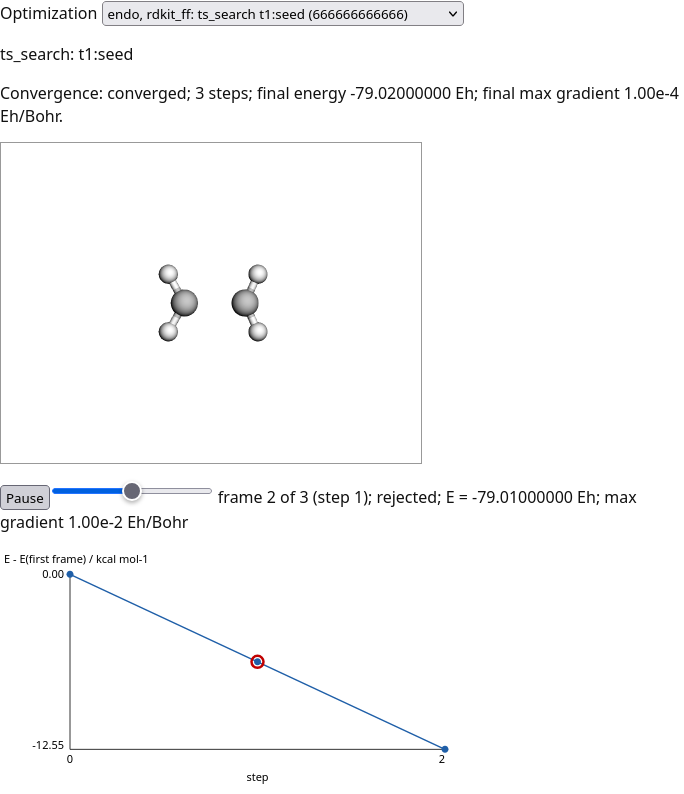 Optimization endo, rdkit_ff: ts_search t1:seed (666666666666)
ts_search: t1:seed
Convergence: converged; 3 steps; final energy -79.02000000 Eh; final max gradient 1.00e-4
Eh/Bohr.
Pause frame 2 of 3 (step 1); rejected; E = -79.01000000 Eh; max
gradient 1.00e-2 Eh/Bohr
E - E(first frame) / kcal mol-1
0.00
-12.55
0 2
step